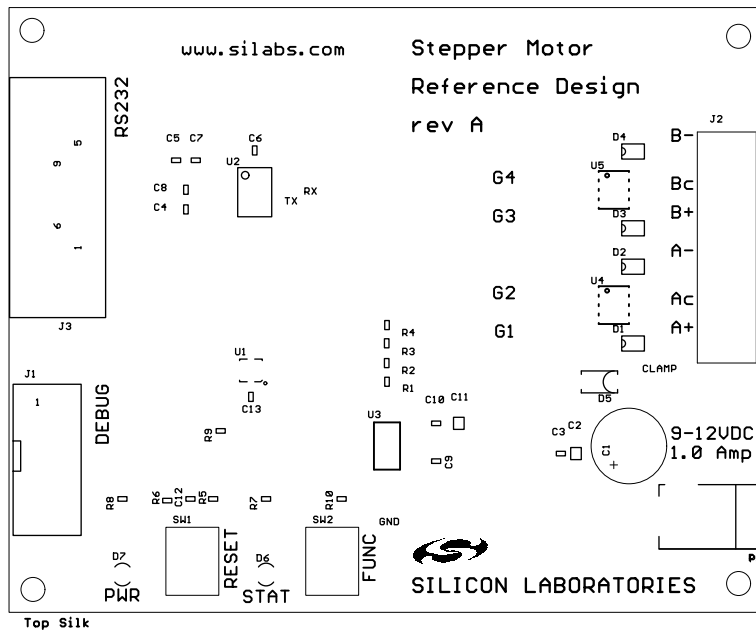 www.silabs.com
Stepper Motor
Reference Design
rev A
RS232
5
9
6
1
J3
C5 C7 C6
U2
C8
C4
TX
RX
G4
G3
G2
G1
D4
U5
D3
D2
U4
D1
B-
Bc
B+
A-
Ac
A+
J2
CLAMP
D5
R4
R3
R2
R1
U1
C13
J1
1
DEBUG
R9
U3
C10 C11
C9
C3 C2
C1
+
9-12VDC
1.0 Amp
R8
R6
C12
R5
R7
R10
SW1
SW2
GND
D7
PWR
RESET
D6
STAT
FUNC
SILICON LABORATORIES
p
Top Silk